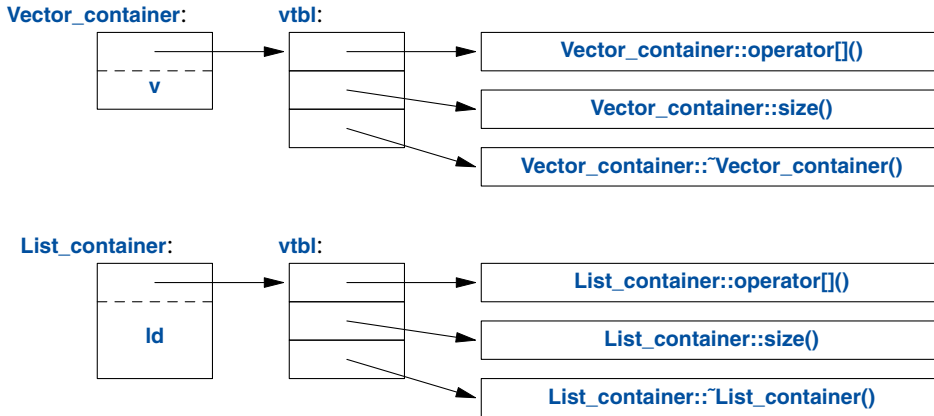 Vector_container: vtbl:
Vector_container::operator[]()
v
Vector_container::size()
Vector_container::~Vector_container()
List_container: vtbl:
List_container::operator[]()
ld
List_container::size()
List_container::~List_container()